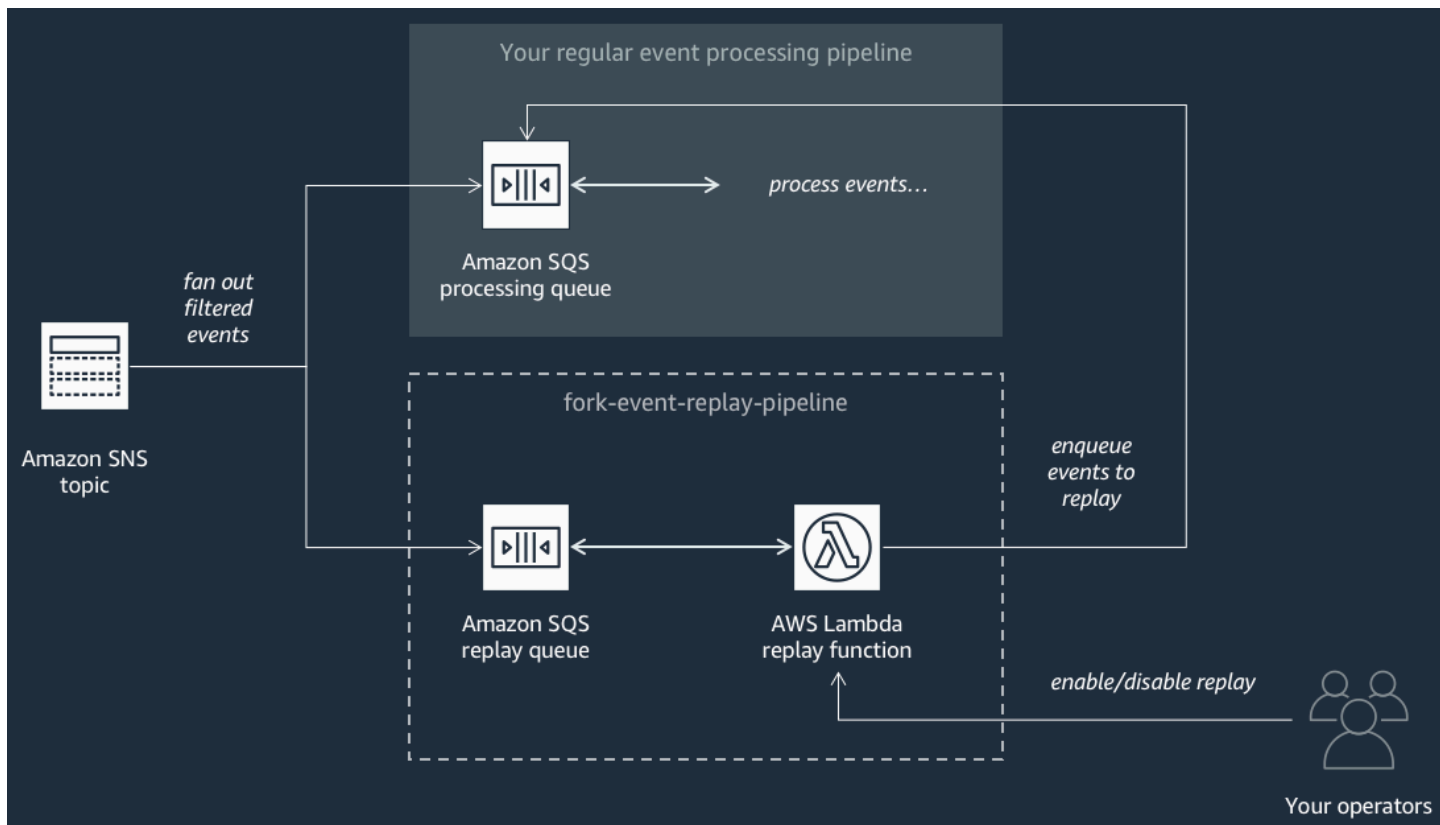 Your regular event processing pipeline
process events...
Amazon SQS
processing queue
fan out
filtered
events
Amazon SNS
topic
fork-event-replay-pipeline
enqueue
events to
replay
Amazon SQS
replay queue
AWS Lambda
replay function
enable/disable replay
Your operators